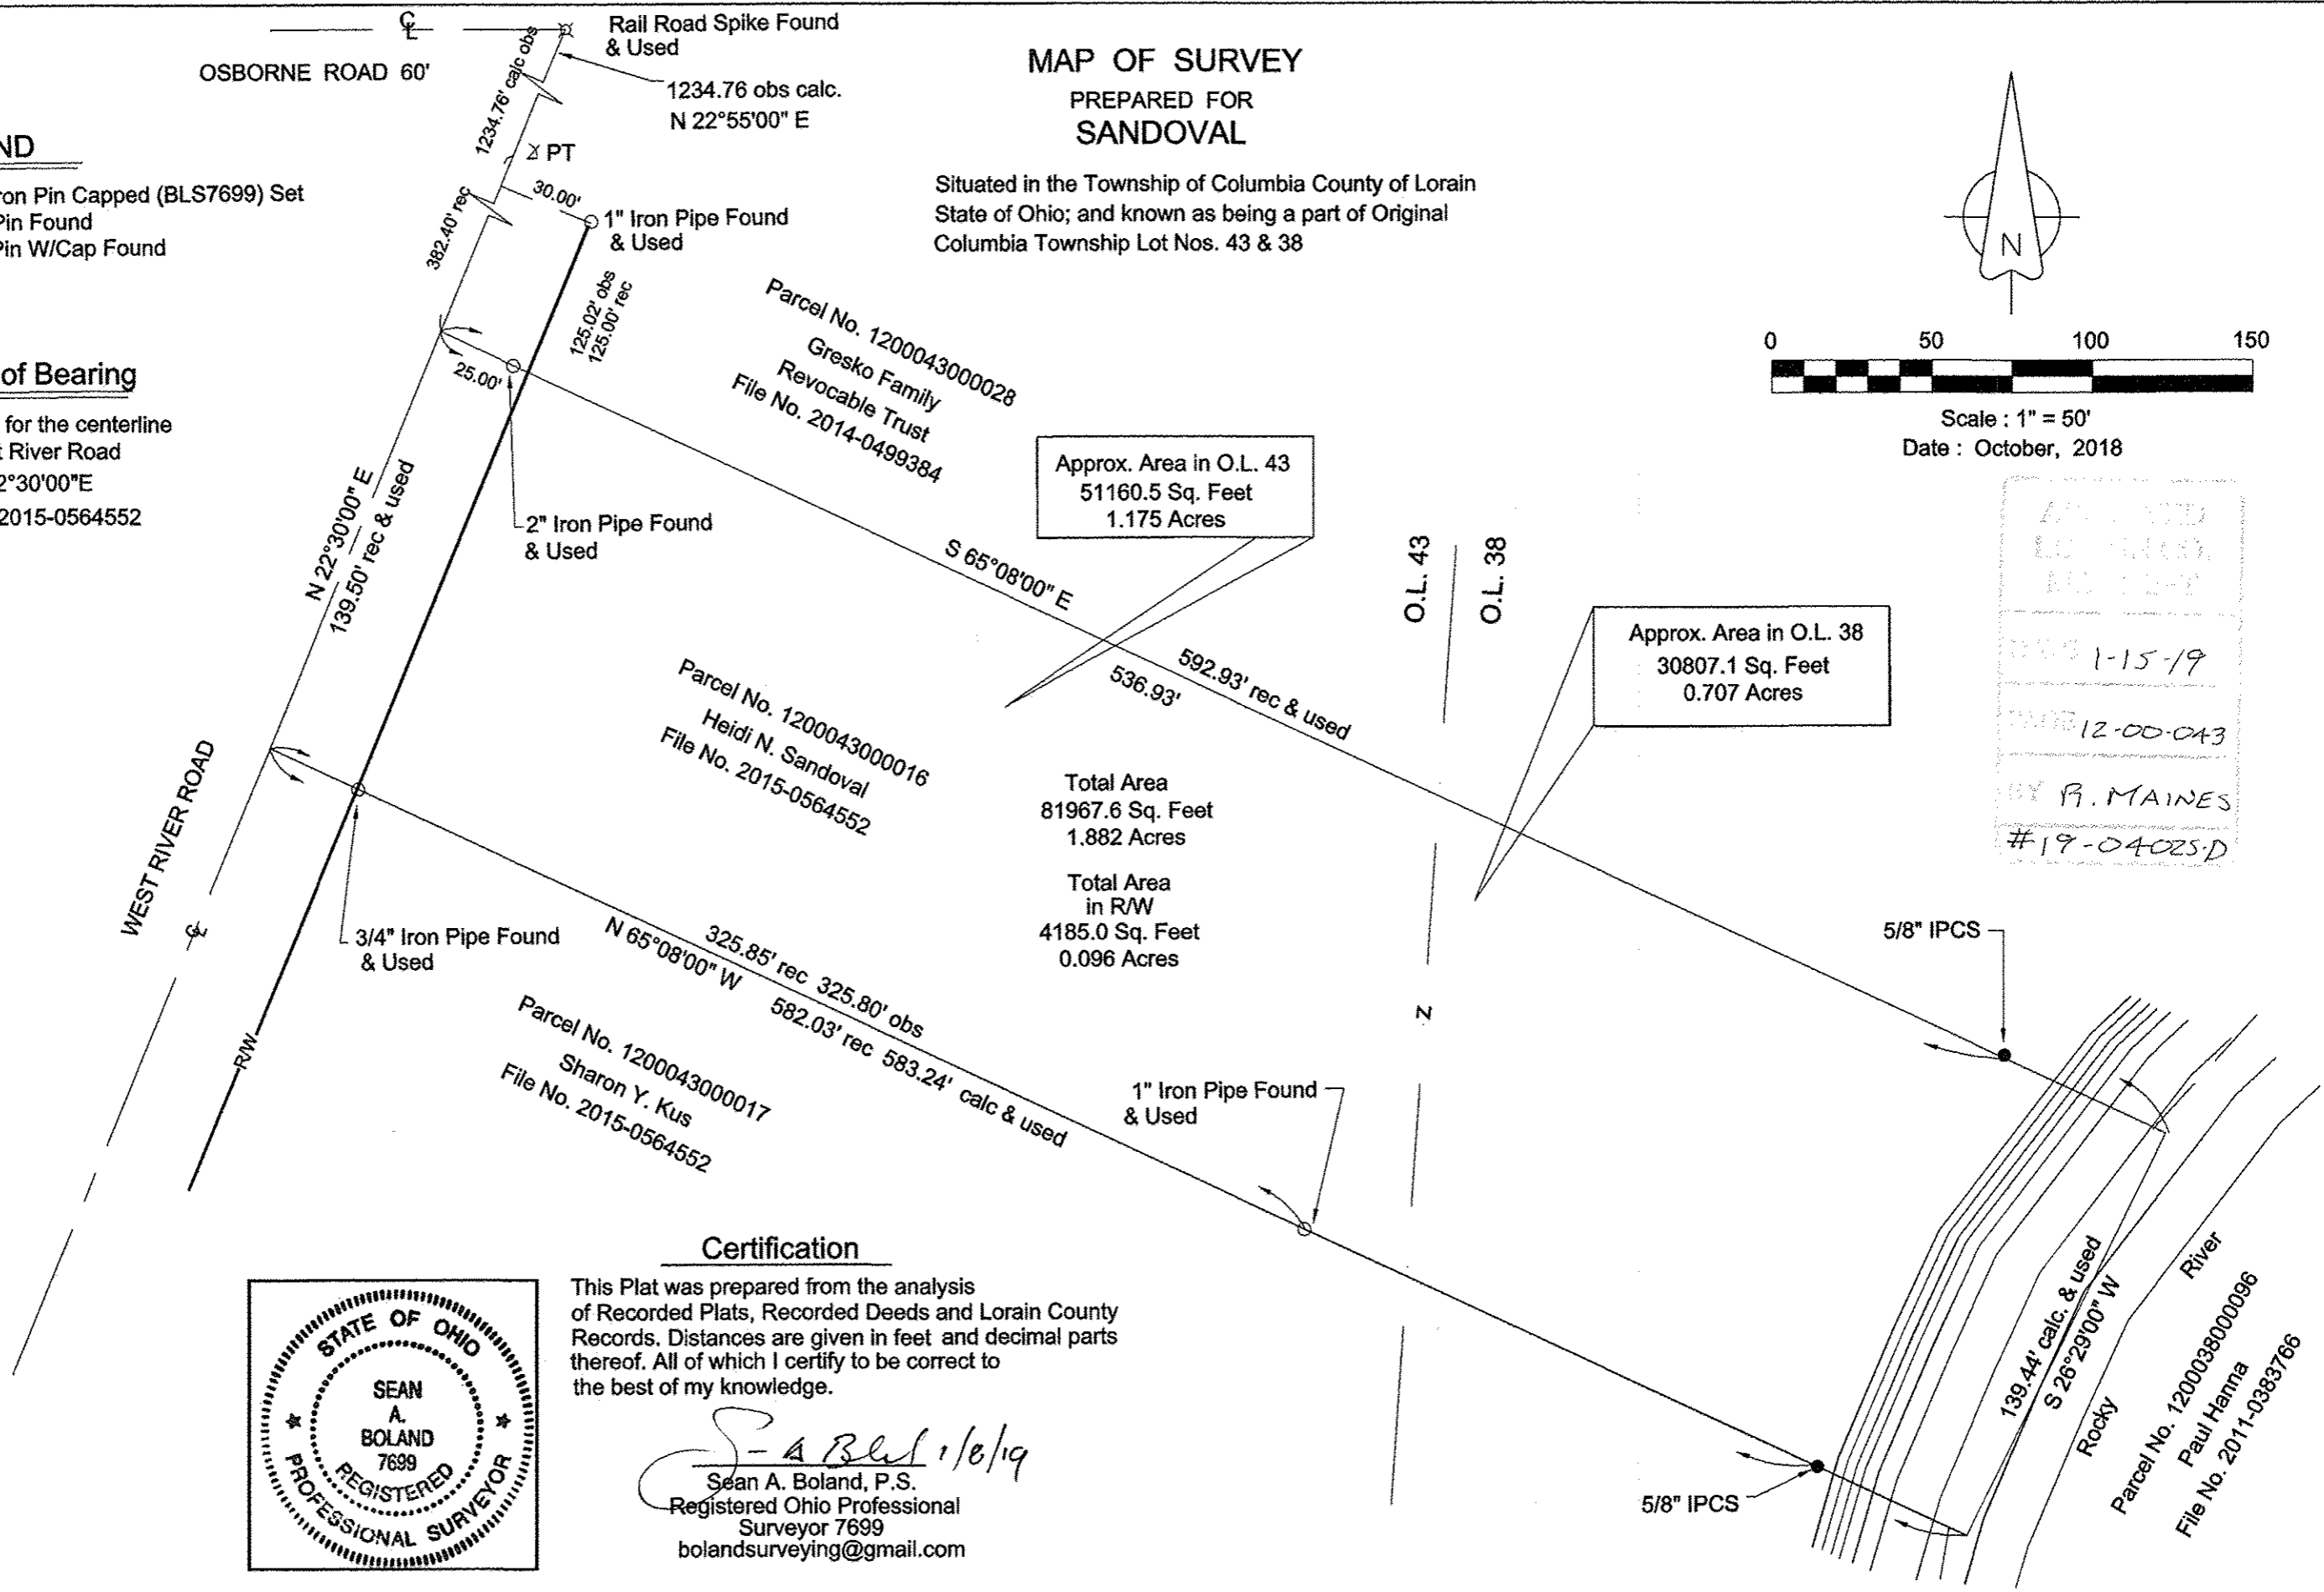 ℄
OSBORNE ROAD 60'
Rail Road Spike Found
& Used
1234.76' calc obs
1234.76 obs calc.
N 22°55'00" E
PT
30.00'
382.40' rec
1" Iron Pipe Found
& Used
ND
ron Pin Capped (BLS7699) Set
Pin Found
Pin W/Cap Found
of Bearing
for the centerline
t River Road
2°30'00"E
2015-0564552
MAP OF SURVEY
PREPARED FOR
SANDOVAL
Situated in the Township of Columbia County of Lorain
State of Ohio; and known as being a part of Original
Columbia Township Lot Nos. 43 & 38
N
0 50 100 150
Scale : 1" = 50'
Date : October, 2018
125.02' obs
125.00' rec
25.00'
Parcel No. 1200043000028
Gresko Family
Revocable Trust
File No. 2014-0499384
2" Iron Pipe Found
& Used
N 22°30'00" E
139.50' rec & used
Approx. Area in O.L. 43
51160.5 Sq. Feet
1.175 Acres
S 65°08'00" E
592.93' rec & used
536.93'
O.L. 43
O.L. 38
Approx. Area in O.L. 38
30807.1 Sq. Feet
0.707 Acres
1-15-19
12-00-043
BY R. MAINES
#19-0402S.D
Parcel No. 1200043000016
Heidi N. Sandoval
File No. 2015-0564552
Total Area
81967.6 Sq. Feet
1.882 Acres
Total Area
in R/W
4185.0 Sq. Feet
0.096 Acres
WEST RIVER ROAD
℄
R/W
3/4" Iron Pipe Found
& Used
325.85' rec 325.80' obs
N 65°08'00" W
582.03' rec 583.24' calc & used
Parcel No. 1200043000017
Sharon Y. Kus
File No. 2015-0564552
1" Iron Pipe Found
& Used
Z
5/8" IPCS
5/8" IPCS
139.44' calc. & used
S 26°29'00" W
Rocky River
Parcel No. 1200038000096
Paul Hanna
File No. 2011-0383766
Certification
This Plat was prepared from the analysis
of Recorded Plats, Recorded Deeds and Lorain County
Records. Distances are given in feet and decimal parts
thereof. All of which I certify to be correct to
the best of my knowledge.
1/8/19
Sean A. Boland, P.S.
Registered Ohio Professional
Surveyor 7699
bolandsurveying@gmail.com
STATE OF OHIO
SEAN
A.
BOLAND
7699
REGISTERED
PROFESSIONAL SURVEYOR